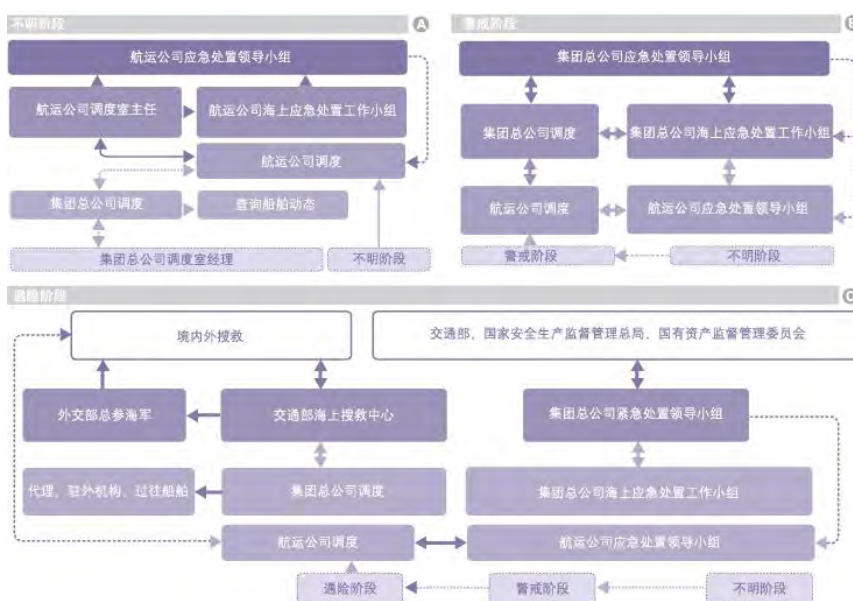 不明阶段 A
航运公司应急处置领导小组
航运公司调度室主任
航运公司海上应急处置工作小组
航运公司调度
集团总公司调度
查询船舶动态
集团总公司调度室经理
不明阶段
警戒阶段 B
集团总公司应急处置领导小组
集团总公司调度
集团总公司海上应急处置工作小组
航运公司调度
航运公司应急处置领导小组
警戒阶段
不明阶段
遇险阶段 C
境内外搜救
交通部、国家安全生产监督管理总局、国有资产监督管理委员会
外交部总参海军
交通部海上搜救中心
集团总公司紧急处置领导小组
代理、驻外机构、过往船舶
集团总公司调度
集团总公司海上应急处置工作小组
航运公司调度
航运公司应急处置领导小组
遇险阶段
警戒阶段
不明阶段